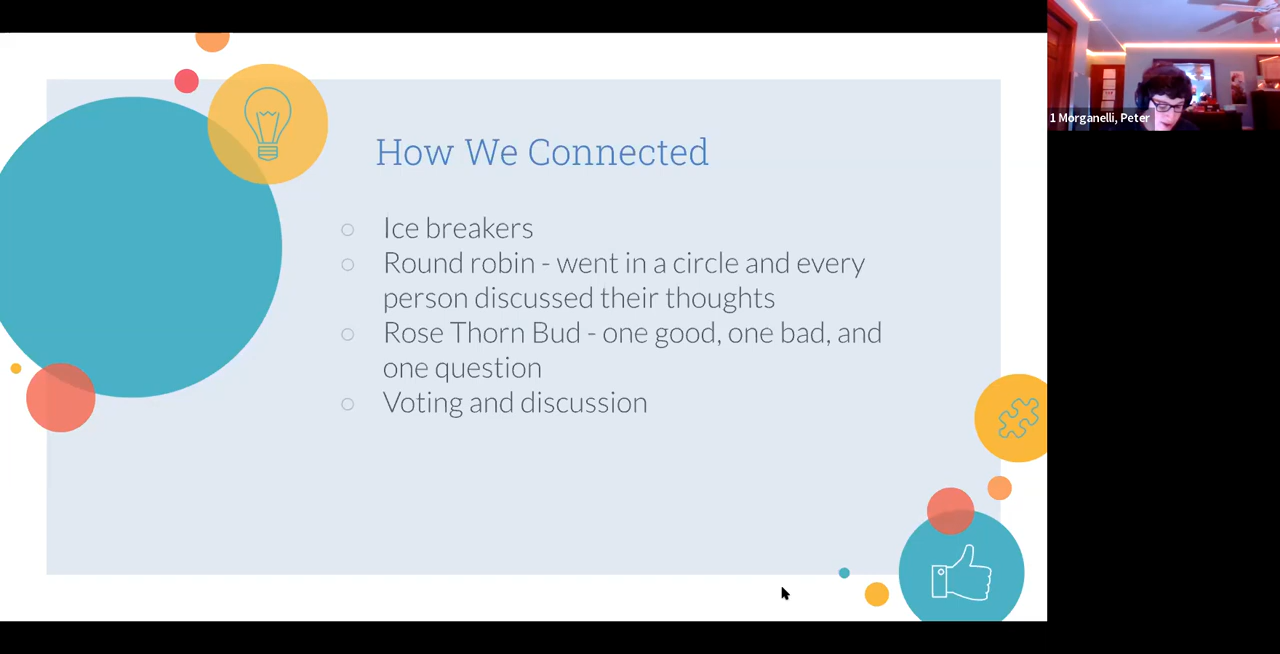 How We Connected
Ice breakers
Round robin - went in a circle and every
person discussed their thoughts
Rose Thorn Bud - one good, one bad, and
one question
Voting and discussion
1 Morganelli, Peter